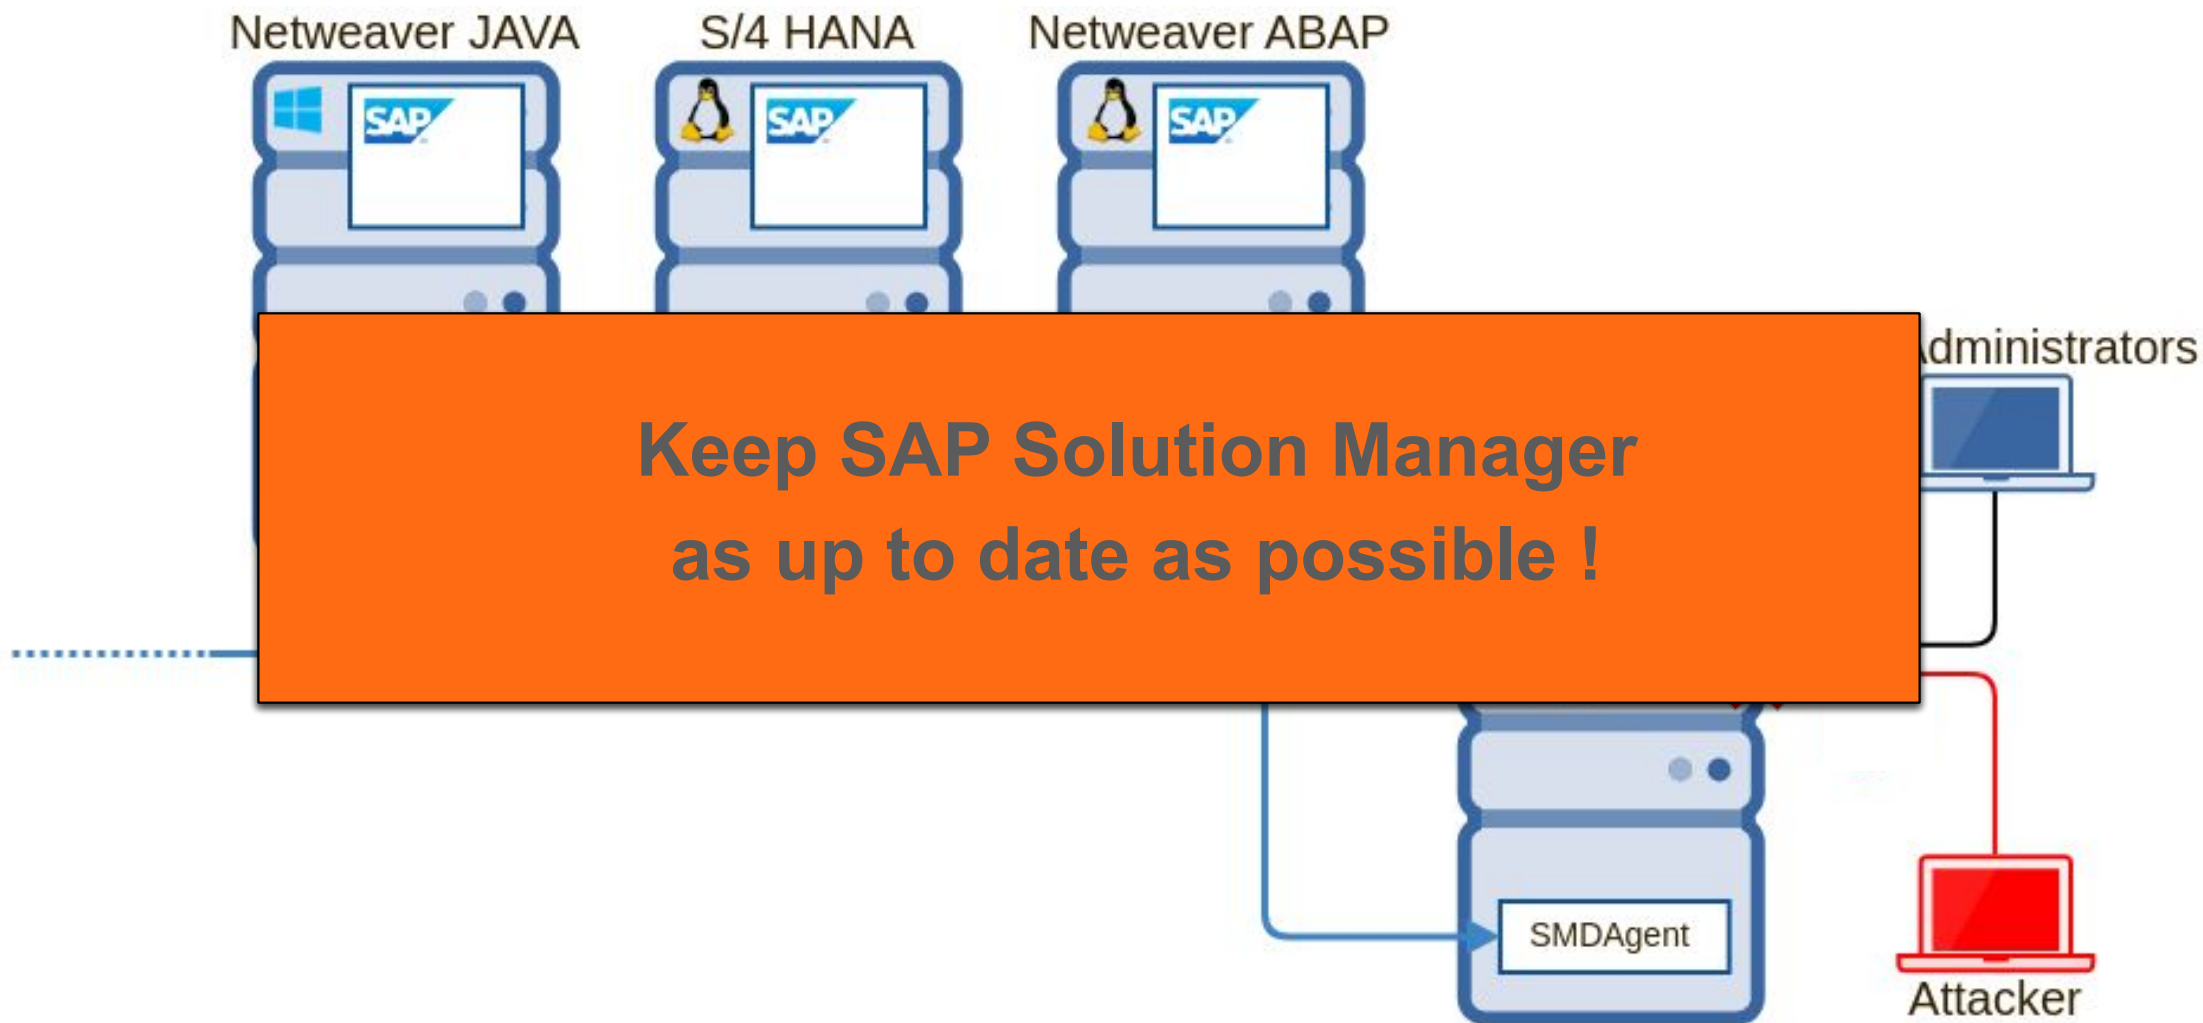 Netweaver JAVA
S/4 HANA
Netweaver ABAP
SAP
SAP
SAP
dministrators
Keep SAP Solution Manager
as up to date as possible !
SMDAgent
Attacker